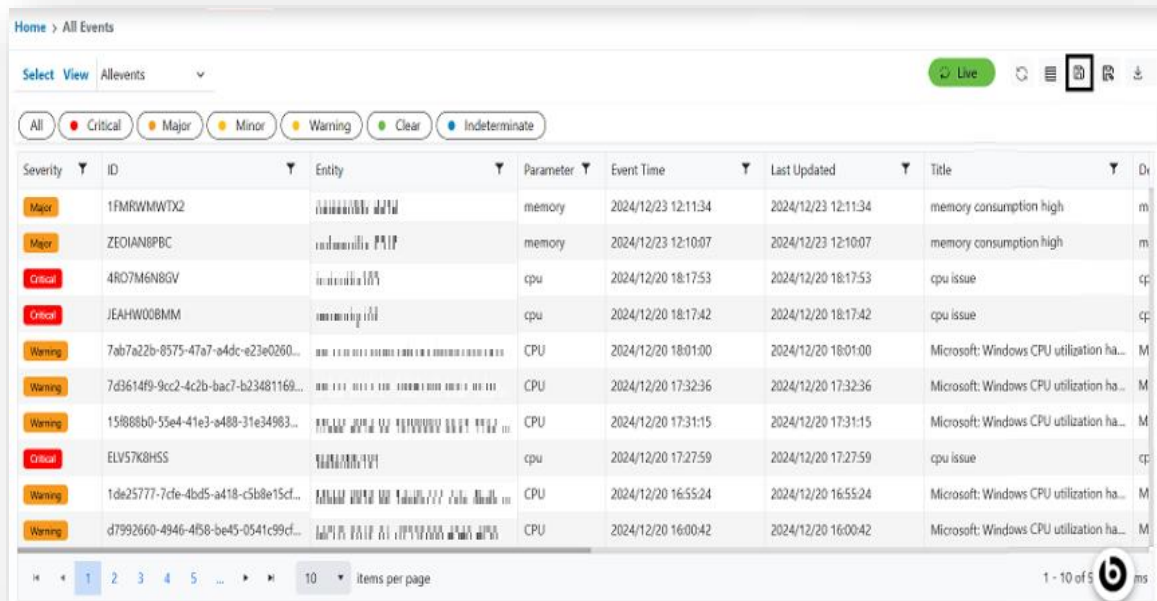 Home > All Events
Select View Allevents
Live
All Critical Major Minor Warning Clear Indeterminate
Severity ID Entity Parameter Event Time Last Updated Title
Major 1FMRWMWTX2 memory 2024/12/23 12:11:34 2024/12/23 12:11:34 memory consumption high m
Major ZEOIAN8PBC memory 2024/12/23 12:10:07 2024/12/23 12:10:07 memory consumption high m
Critical 4RO7M6N8GV cpu 2024/12/20 18:17:53 2024/12/20 18:17:53 cpu issue
Critical JEAHW00BMM cpu 2024/12/20 18:17:42 2024/12/20 18:17:42 cpu issue
Warning 7ab7a22b-8575-47a7-a4dc-e23e0260... CPU 2024/12/20 18:01:00 2024/12/20 18:01:00 Microsoft: Windows CPU utilization ha... M
Warning 7d3614f9-9cc2-4c2b-bac7-b23481169... CPU 2024/12/20 17:32:36 2024/12/20 17:32:36 Microsoft: Windows CPU utilization ha... M
Warning 15f888b0-55e4-41e3-a488-31e34983... CPU 2024/12/20 17:31:15 2024/12/20 17:31:15 Microsoft: Windows CPU utilization ha... M
Critical ELV57K8HSS cpu 2024/12/20 17:27:59 2024/12/20 17:27:59 cpu issue
Warning 1de25777-7cfe-4bd5-a418-c5b8e15cf... CPU 2024/12/20 16:55:24 2024/12/20 16:55:24 Microsoft: Windows CPU utilization ha... M
Warning d7992660-4946-4f58-be45-0541c99cf... CPU 2024/12/20 16:00:42 2024/12/20 16:00:42 Microsoft: Windows CPU utilization ha... M
1 2 3 4 5 ... 10 items per page 1 - 10 of